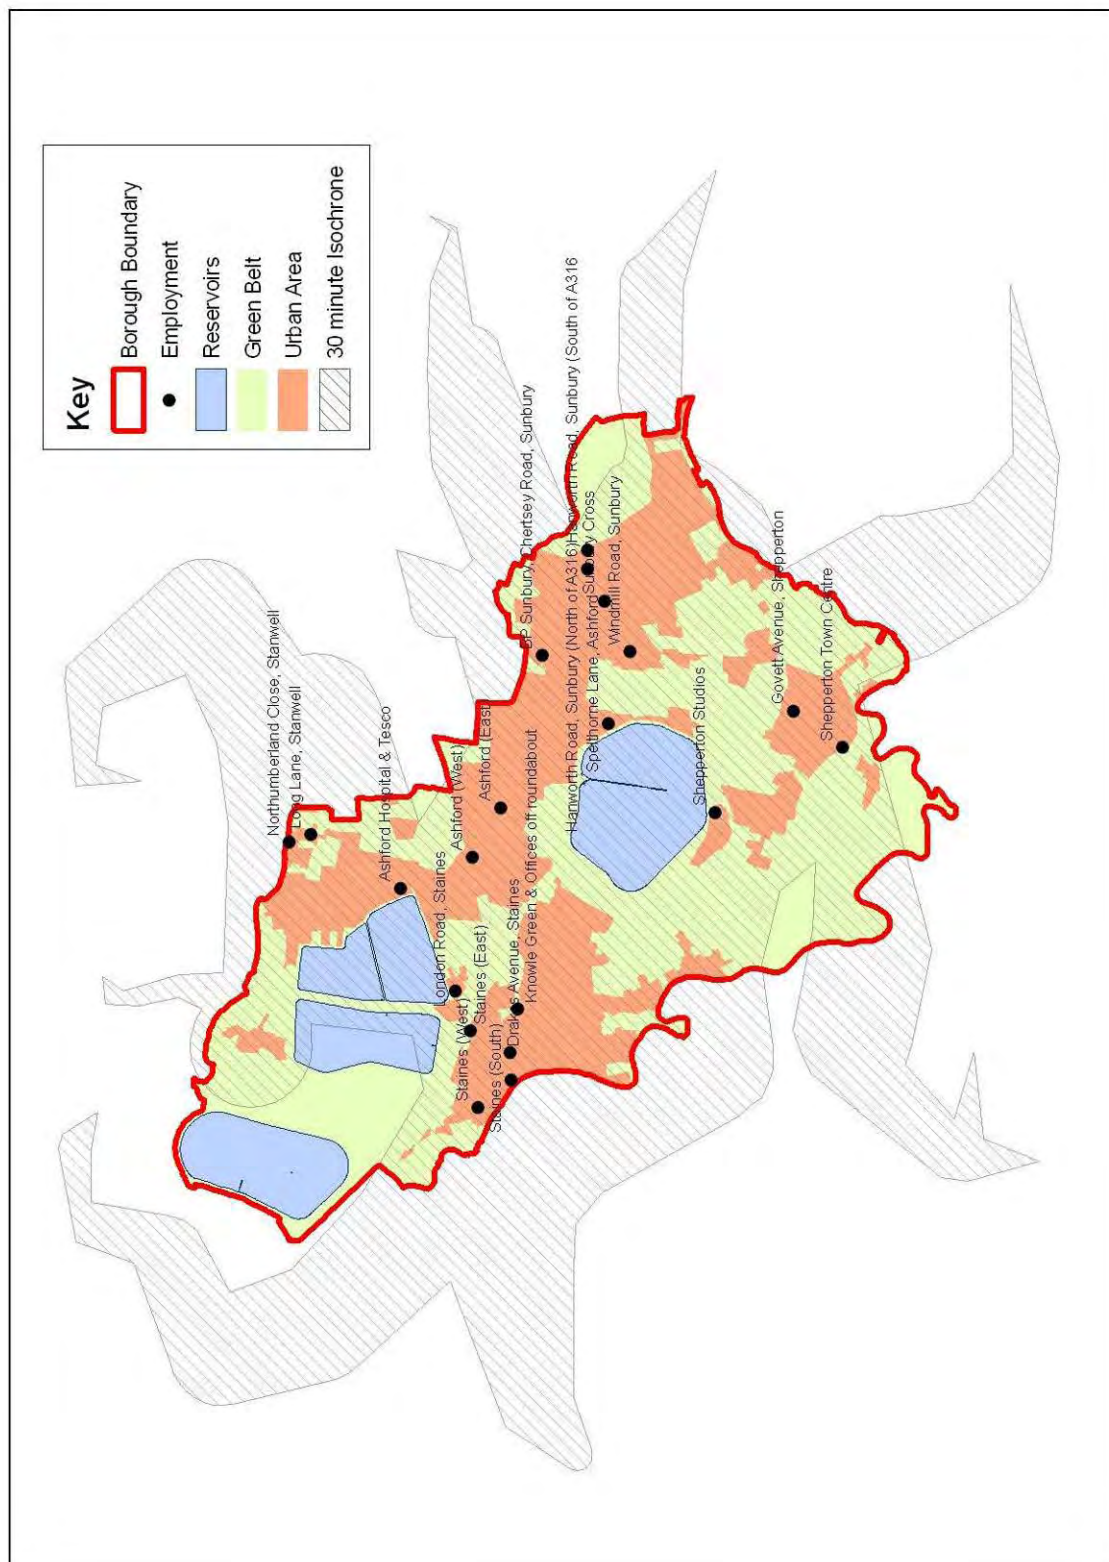 Key
Borough Boundary
Employment
Reservoirs
Green Belt
Urban Area
30 minute Isochrone
Northumberland Close, Stanwell
Long Lane, Stanwell
Ashford Hospital & Tesco
London Road, Staines
Ashford (West)
Ashford (East)
Staines (West)
Staines (East)
Staines (South)
Drakes Avenue, Staines
Knowle Green & Offices off roundabout
BP Sunbury, Chertsey Road, Sunbury
Hanworth Road, Sunbury (North of A316)
Hanworth Road, Sunbury (South of A316
Spelthorne Lane, Ashford
Sunbury Cross
Windmill Road, Sunbury
Shepperton Studios
Govett Avenue, Shepperton
Shepperton Town Centre